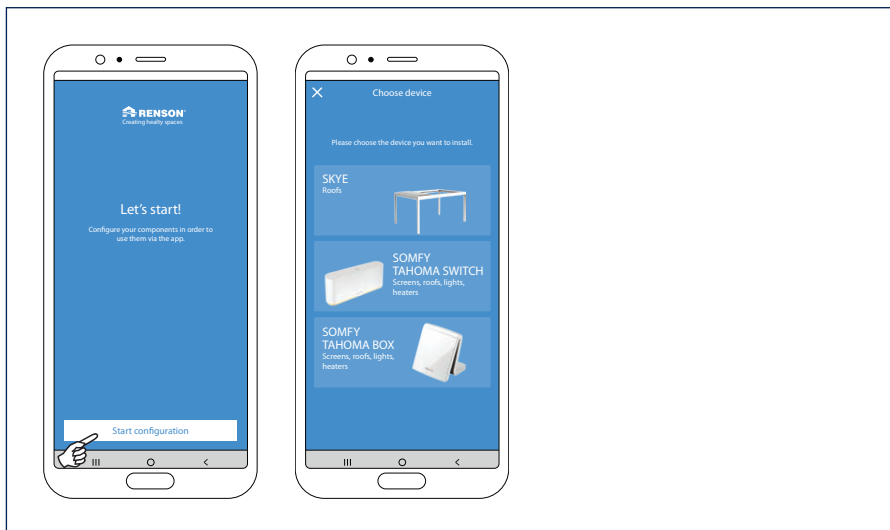 RENSON®
Creating healty spaces
Let's start!
Configure your components in order to
use them via the app.
Start configuration
Choose device
Please choose the device you want to install.
SKYE
Roofs
SOMFY
TAHOMA SWITCH
Screens, roofs, lights,
heaters
SOMFY
TAHOMA BOX
Screens, roofs, lights,
heaters